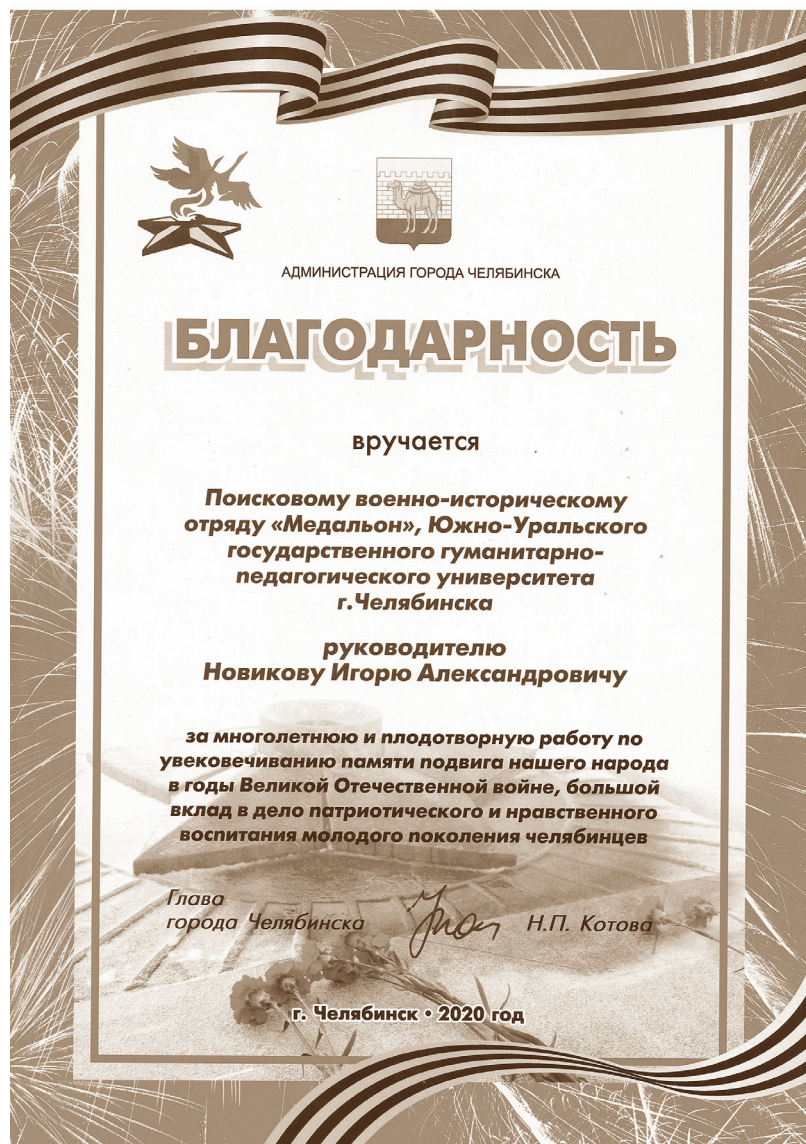 АДМИНИСТРАЦИЯ ГОРОДА ЧЕЛЯБИНСКА
БЛАГОДАРНОСТЬ
вручается
Поисковому военно-историческому
отряду «Медальон», Южно-Уральского
государственного гуманитарно-
педагогического университета
г.Челябинска
руководителю
Новикову Игорю Александровичу
за многолетнюю и плодотворную работу по
увековечиванию памяти подвига нашего народа
в годы Великой Отечественной войне, большой
вклад в дело патриотического и нравственного
воспитания молодого поколения челябинцев
Глава
города Челябинска Н.П. Котова
г. Челябинск • 2020 год